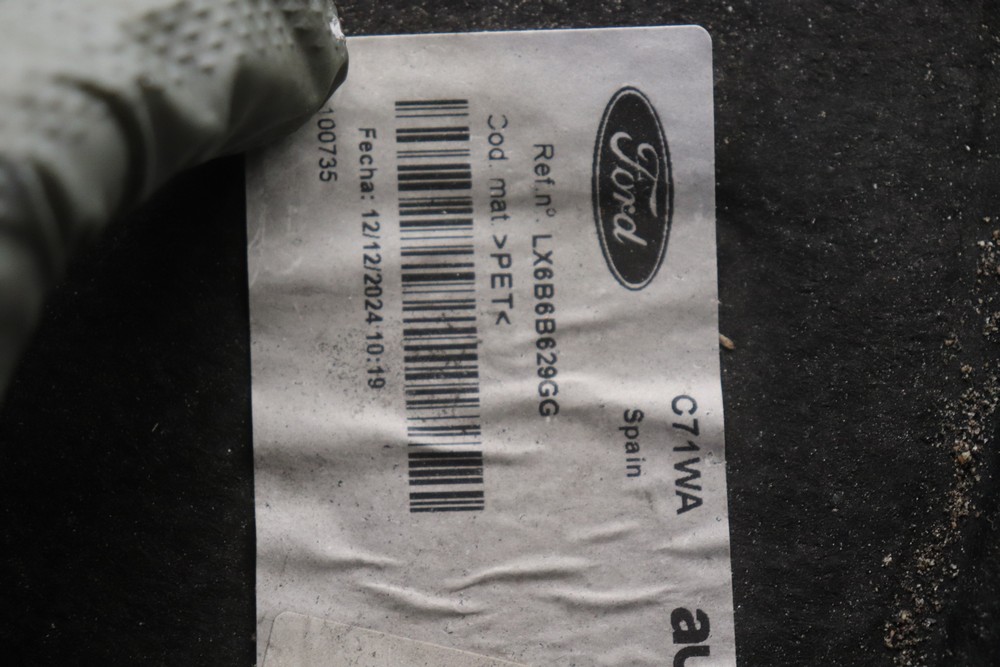 C71WA
Spain
Ford
Ref.nº. LX6B6B629GG
Cod. mat. >PET<
Fecha: 12/12/2024 10:19
100735
au